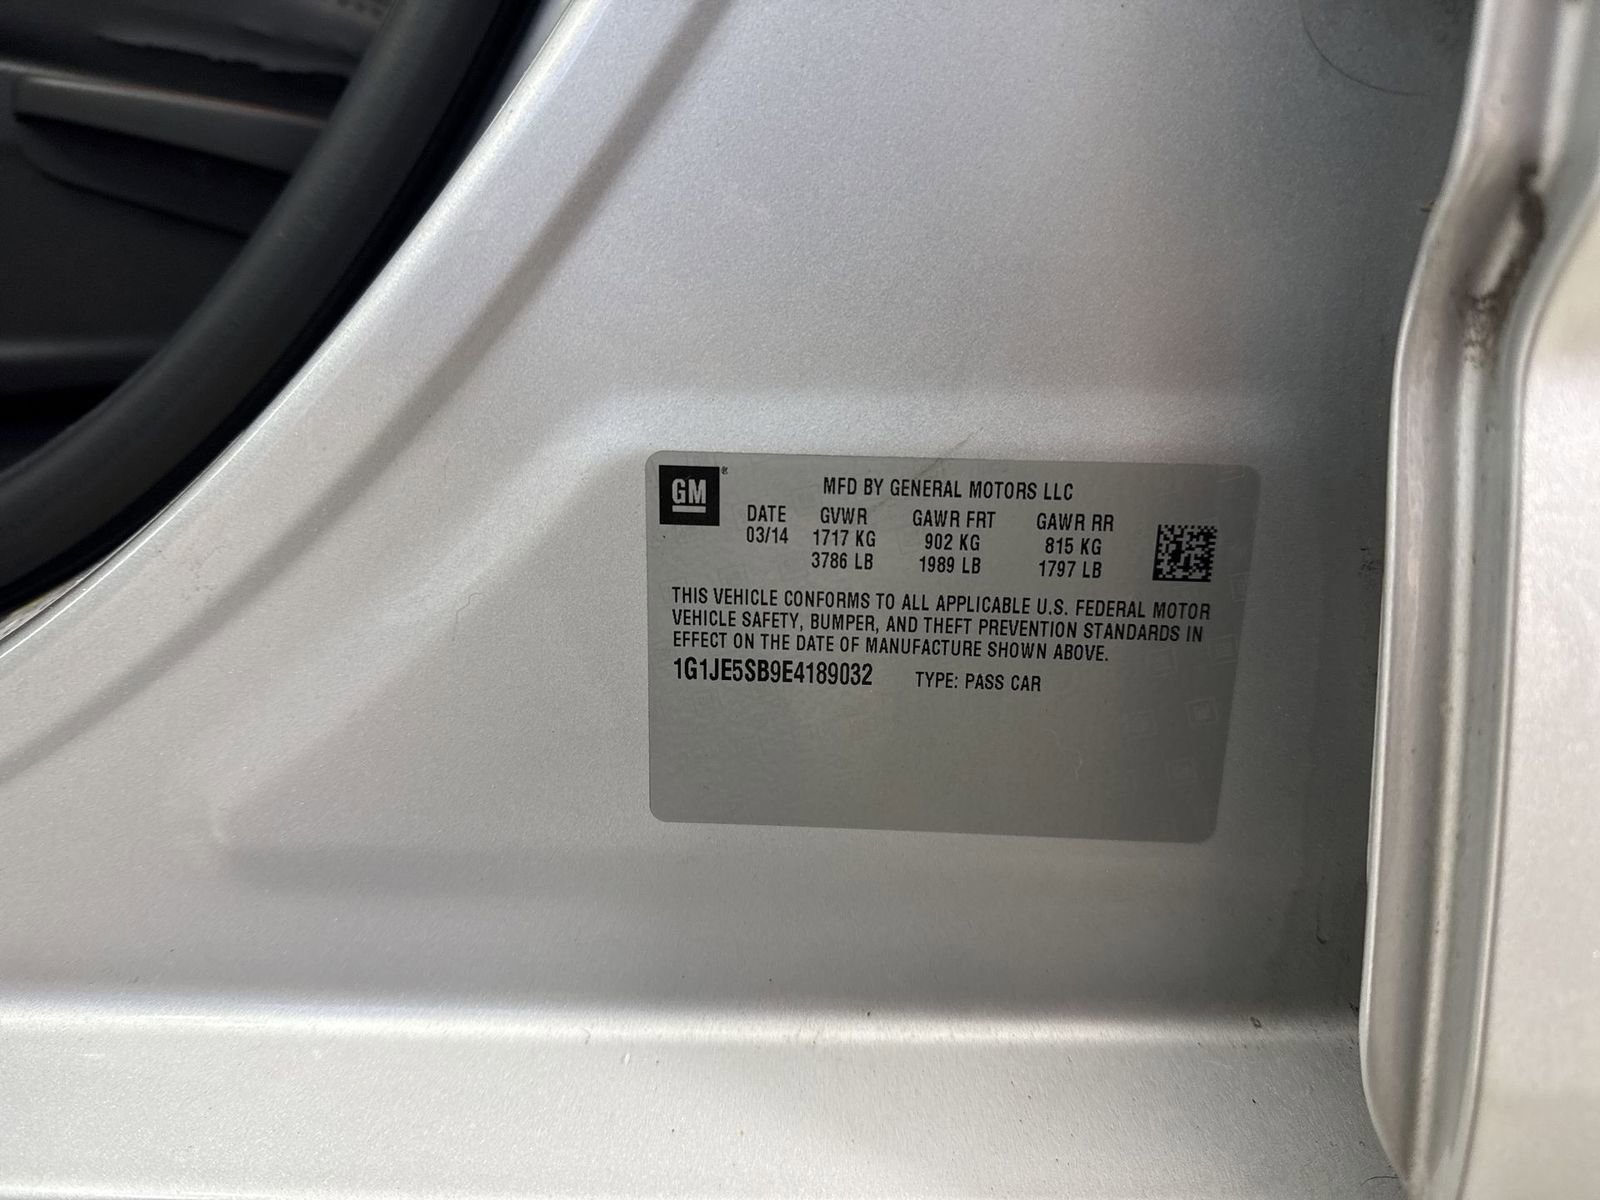 GM®
MFD BY GENERAL MOTORS LLC
DATE GVWR GAWR FRT GAWR RR
03/14 1717 KG 902 KG 815 KG
3786 LB 1989 LB 1797 LB
THIS VEHICLE CONFORMS TO ALL APPLICABLE U.S. FEDERAL MOTOR
VEHICLE SAFETY, BUMPER, AND THEFT PREVENTION STANDARDS IN
EFFECT ON THE DATE OF MANUFACTURE SHOWN ABOVE.
1G1JE5SB9E4189032 TYPE: PASS CAR